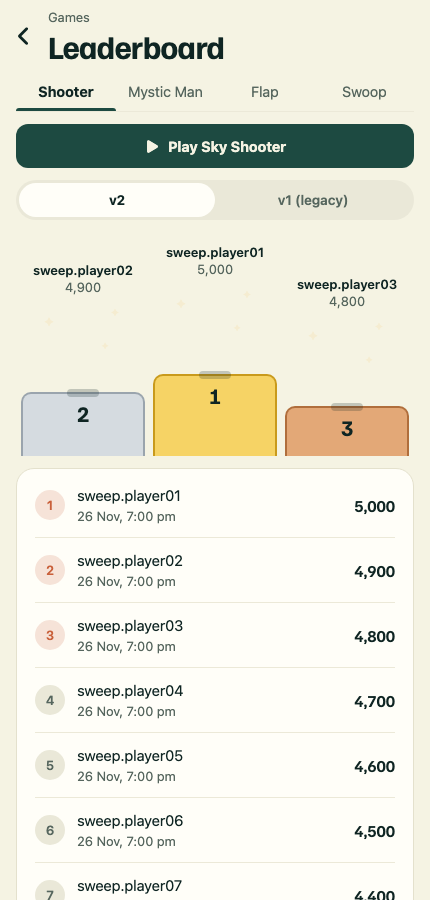 Games
Leaderboard
Shooter Mystic Man Flap Swoop
Play Sky Shooter
v2 v1 (legacy)
sweep.player01
5,000
sweep.player02
4,900
sweep.player03
4,800
2 1 3
1 sweep.player01 5,000
26 Nov, 7:00 pm
2 sweep.player02 4,900
26 Nov, 7:00 pm
3 sweep.player03 4,800
26 Nov, 7:00 pm
4 sweep.player04 4,700
26 Nov, 7:00 pm
5 sweep.player05 4,600
26 Nov, 7:00 pm
6 sweep.player06 4,500
26 Nov, 7:00 pm
7 sweep.player07 4,400